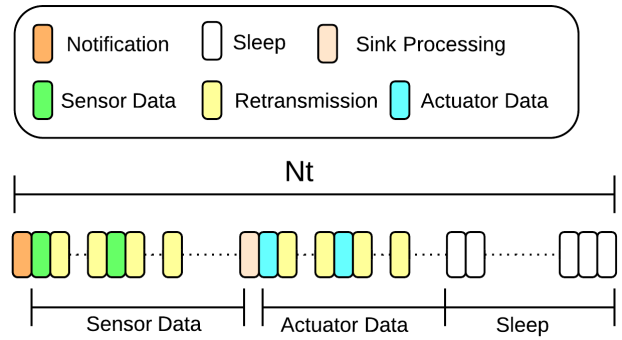 Notification Sleep Sink Processing
Sensor Data Retransmission Actuator Data
Nt
Sensor Data Actuator Data Sleep